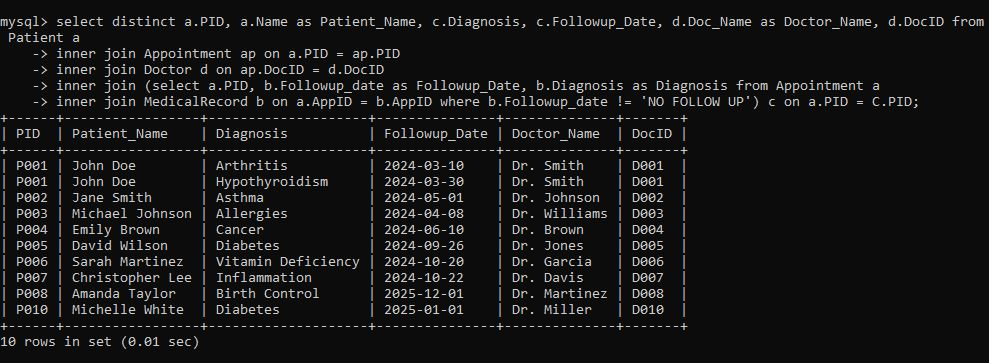 mysql> select distinct a.PID, a.Name as Patient_Name, c.Diagnosis, c.Followup_Date, d.Doc_Name as Doctor_Name, d.DocID from
 Patient a
    -> inner join Appointment ap on a.PID = ap.PID
    -> inner join Doctor d on ap.DocID = d.DocID
    -> inner join (select a.PID, b.Followup_date as Followup_Date, b.Diagnosis as Diagnosis from Appointment a
    -> inner join MedicalRecord b on a.AppID = b.AppID where b.Followup_date != 'NO FOLLOW UP') c on a.PID = C.PID;
+------+-----------------+--------------------+---------------+--------------+-------+
| PID  | Patient_Name    | Diagnosis          | Followup_Date | Doctor_Name  | DocID |
+------+-----------------+--------------------+---------------+--------------+-------+
| P001 | John Doe        | Arthritis          | 2024-03-10    | Dr. Smith    | D001  |
| P001 | John Doe        | Hypothyroidism     | 2024-03-30    | Dr. Smith    | D001  |
| P002 | Jane Smith      | Asthma             | 2024-05-01    | Dr. Johnson  | D002  |
| P003 | Michael Johnson | Allergies          | 2024-04-08    | Dr. Williams | D003  |
| P004 | Emily Brown     | Cancer             | 2024-06-10    | Dr. Brown    | D004  |
| P005 | David Wilson    | Diabetes           | 2024-09-26    | Dr. Jones    | D005  |
| P006 | Sarah Martinez  | Vitamin Deficiency | 2024-10-20    | Dr. Garcia   | D006  |
| P007 | Christopher Lee | Inflammation       | 2024-10-22    | Dr. Davis    | D007  |
| P008 | Amanda Taylor   | Birth Control      | 2025-12-01    | Dr. Martinez | D008  |
| P010 | Michelle White  | Diabetes           | 2025-01-01    | Dr. Miller   | D010  |
+------+-----------------+--------------------+---------------+--------------+-------+
10 rows in set (0.01 sec)